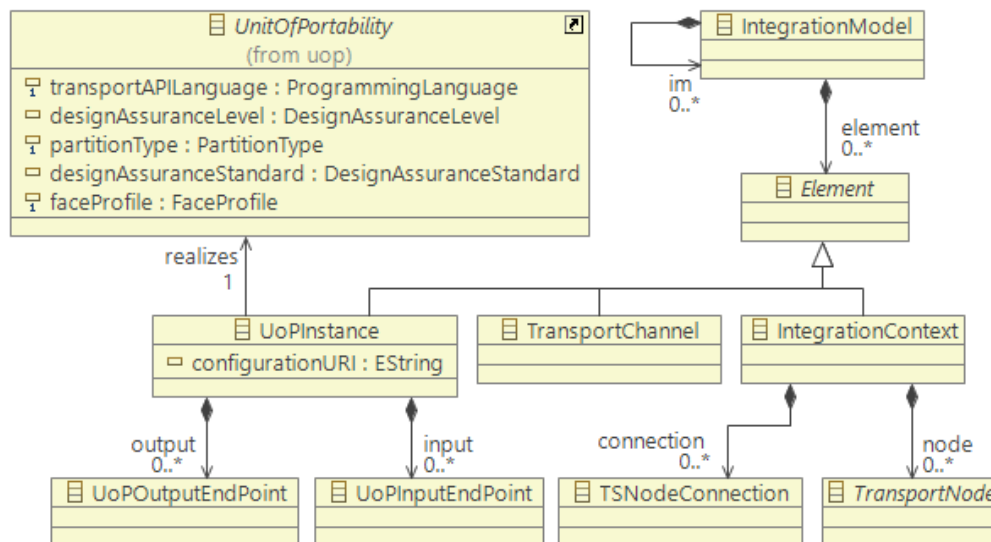 UnitOfPortability
(from uop)
transportAPILanguage : ProgrammingLanguage
designAssuranceLevel : DesignAssuranceLevel
partitionType : PartitionType
designAssuranceStandard : DesignAssuranceStandard
faceProfile : FaceProfile
IntegrationModel
im
0..*
element
0..*
Element
realizes
1
UoPInstance
configurationURI : EString
TransportChannel
IntegrationContext
output
0..*
input
0..*
connection
0..*
node
0..*
UoPOutputEndPoint
UoPInputEndPoint
TSNodeConnection
TransportNode